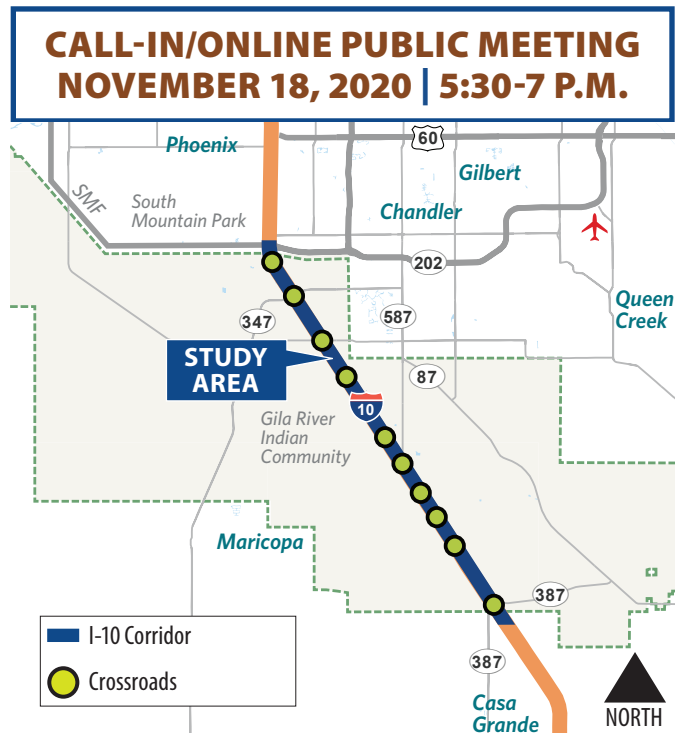 CALL-IN/ONLINE PUBLIC MEETING
NOVEMBER 18, 2020 | 5:30-7 P.M.
Phoenix
60
Gilbert
SMF
South
Mountain Park
Chandler
202
Queen
Creek
347
587
STUDY
AREA
87
10
Gila River
Indian
Community
Maricopa
387
I-10 Corridor
Crossroads
387
Casa
Grande
NORTH